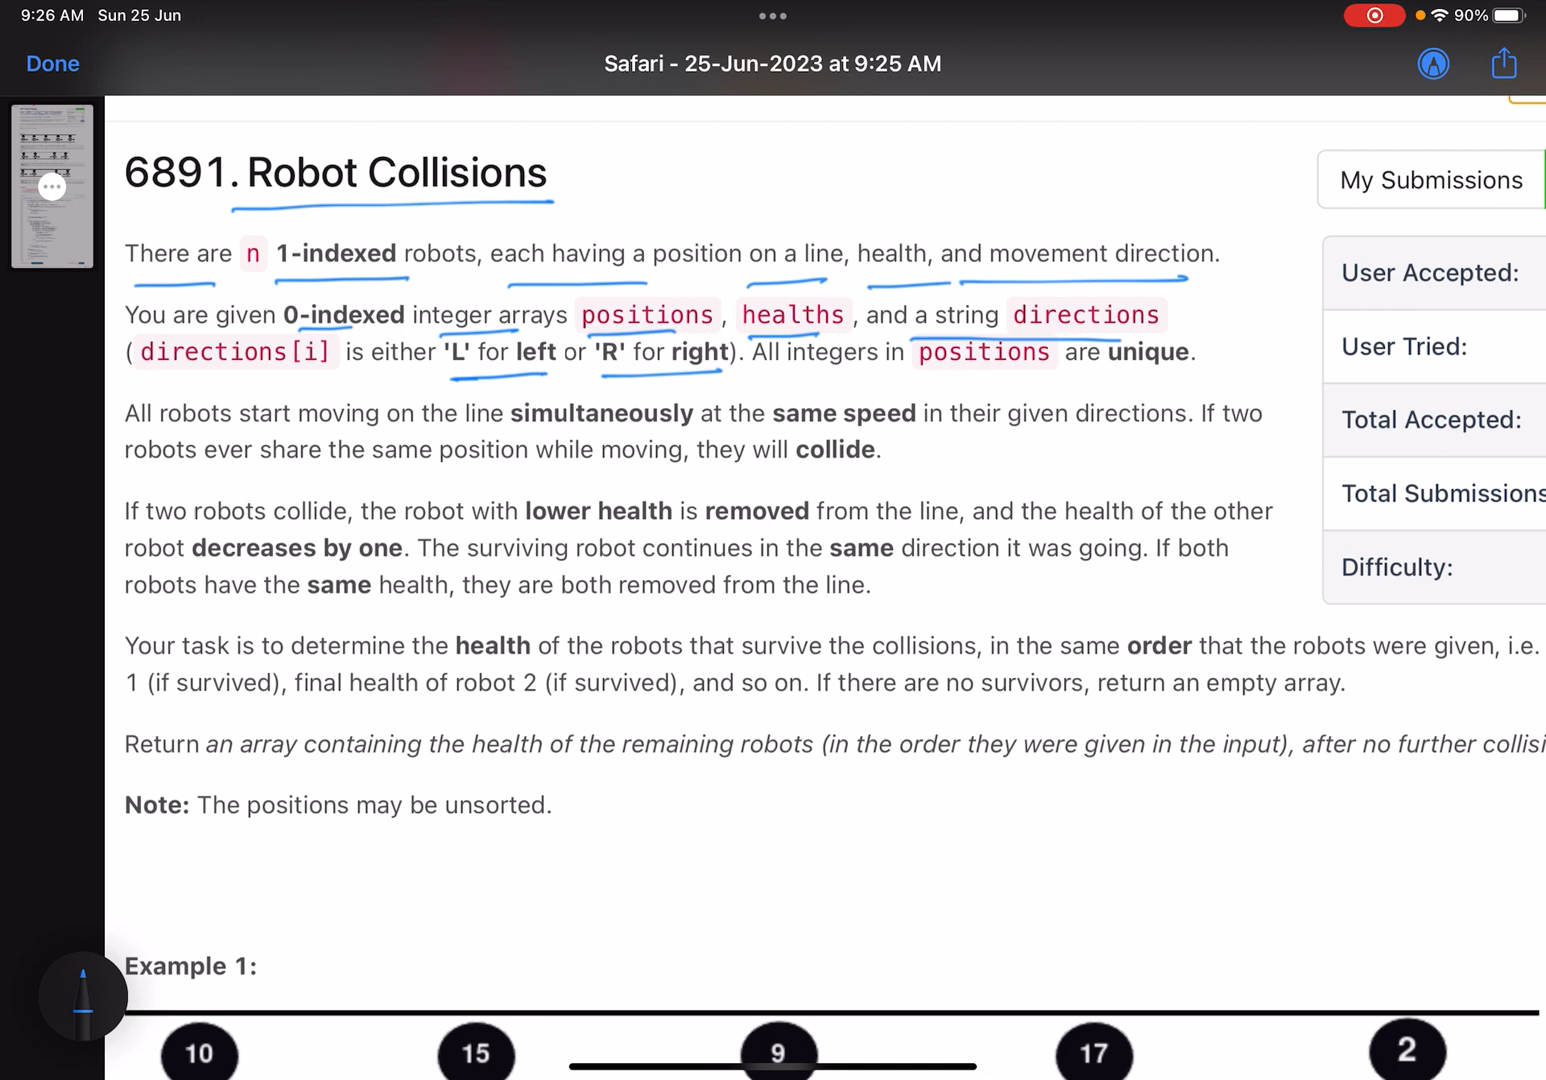 9:26 AM Sun 25 Jun
90%
Done
Safari - 25-Jun-2023 at 9:25 AM
6891. Robot Collisions
My Submissions
There are n 1-indexed robots, each having a position on a line, health, and movement direction.
User Accepted:
You are given 0-indexed integer arrays positions, healths, and a string directions
(directions[i] is either 'L' for left or 'R' for right). All integers in positions are unique.
User Tried:
All robots start moving on the line simultaneously at the same speed in their given directions. If two
robots ever share the same position while moving, they will collide.
Total Accepted:
Total Submissions
If two robots collide, the robot with lower health is removed from the line, and the health of the other
robot decreases by one. The surviving robot continues in the same direction it was going. If both
robots have the same health, they are both removed from the line.
Difficulty:
Your task is to determine the health of the robots that survive the collisions, in the same order that the robots were given, i.e.
1 (if survived), final health of robot 2 (if survived), and so on. If there are no survivors, return an empty array.
Return an array containing the health of the remaining robots (in the order they were given in the input), after no further collisi
Note: The positions may be unsorted.
Example 1:
10 15 9 17 2